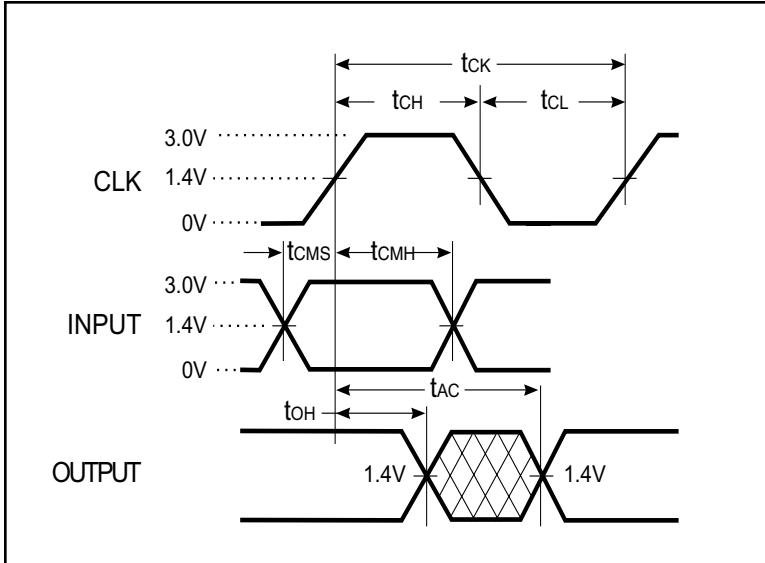 tCK
tCH tCL
3.0V
CLK 1.4V
0V
tCMS tCMH
3.0V
INPUT 1.4V
0V
tAC
tOH
OUTPUT 1.4V 1.4V